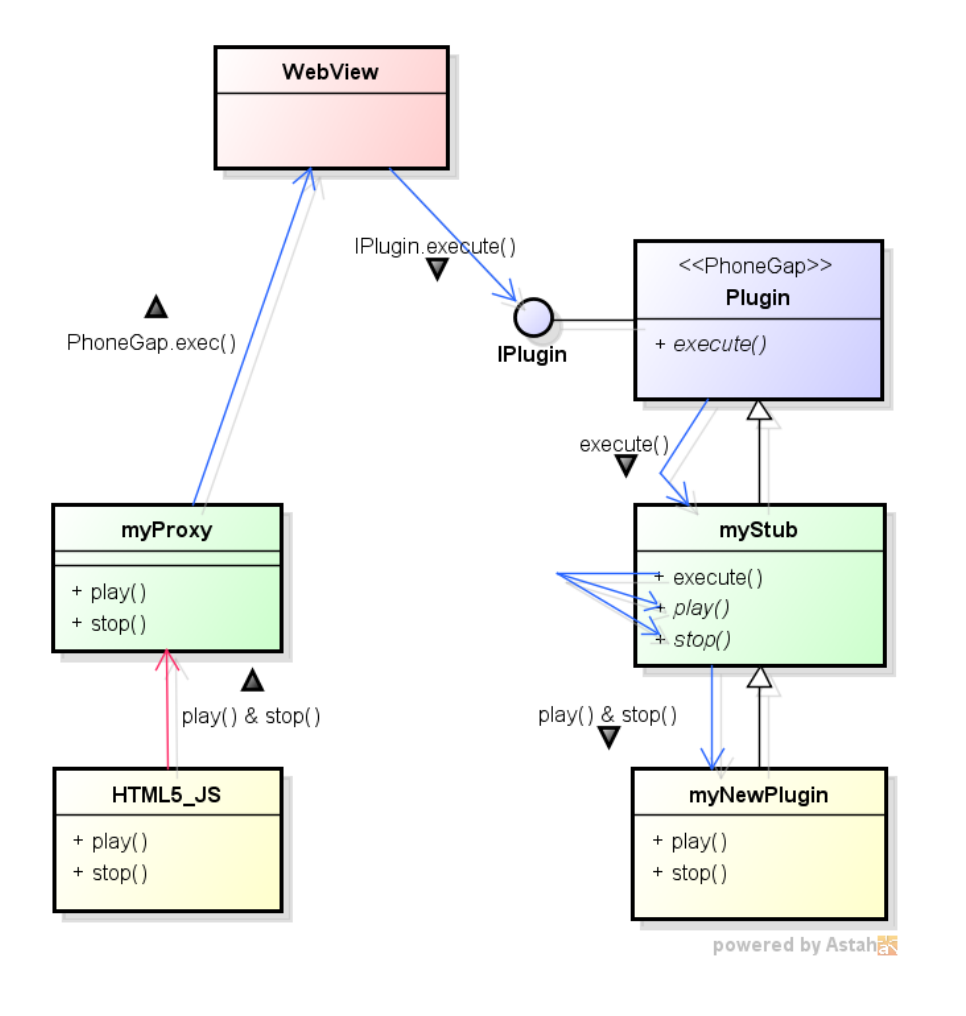 WebView
IPlugin.execute()
<<PhoneGap>>
Plugin
+ execute()
PhoneGap.exec()
IPlugin
execute()
myProxy
+ play()
+ stop()
myStub
+ execute()
+ play()
+ stop()
play() & stop()
play() & stop()
HTML5_JS
+ play()
+ stop()
myNewPlugin
+ play()
+ stop()
powered by Astah